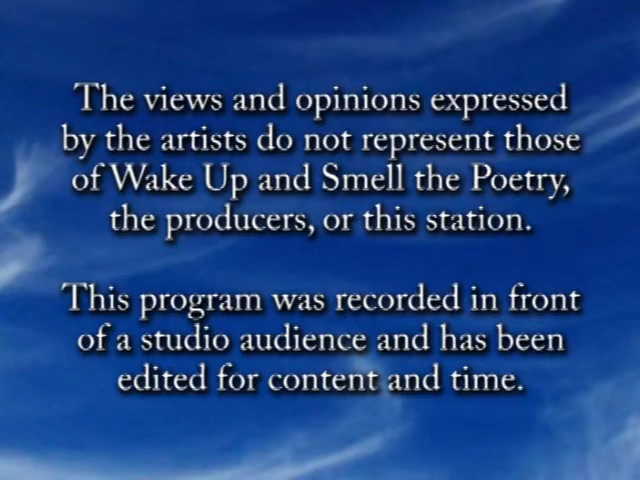 The views and opinions expressed
by the artists do not represent those
of Wake Up and Smell the Poetry,
the producers, or this station.
This program was recorded in front
of a studio audience and has been
edited for content and time.